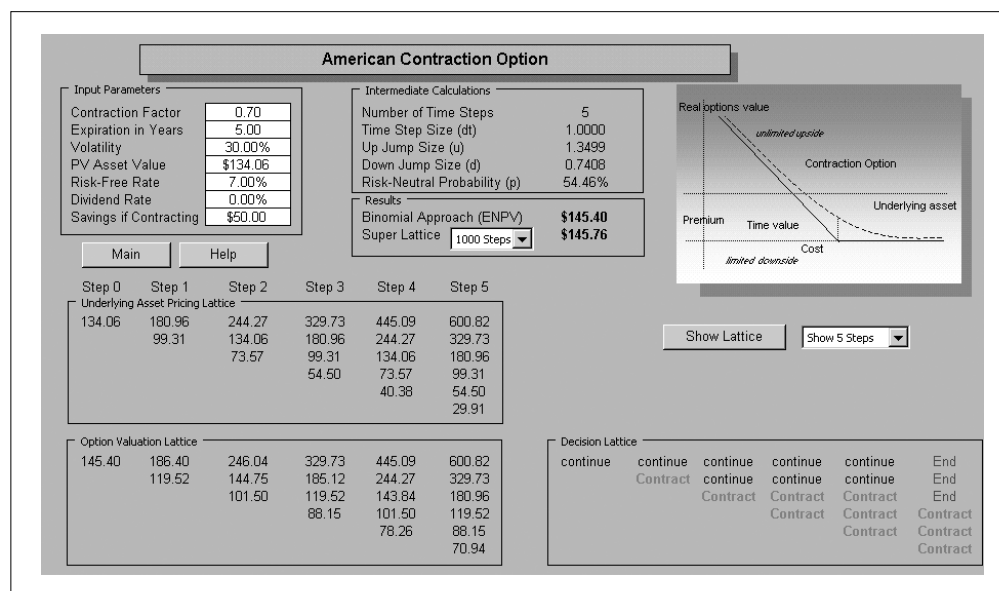 American Contraction Option
Input Parameters
Contraction Factor 0.70
Expiration in Years 5.00
Volatility 30.00%
PV Asset Value $134.06
Risk-Free Rate 7.00%
Dividend Rate 0.00%
Savings if Contracting $50.00
Intermediate Calculations
Number of Time Steps 5
Time Step Size (dt) 1.0000
Up Jump Size (u) 1.3499
Down Jump Size (d) 0.7408
Risk-Neutral Probability (p) 54.46%
Results
Binomial Approach (ENPV) $145.40
Super Lattice 1000 Steps $145.76
Real options value
unlimited upside
Contraction Option
Underlying asset
Premium
Time value
Cost
limited downside
Main Help
Step 0 Step 1 Step 2 Step 3 Step 4 Step 5
Underlying Asset Pricing Lattice
134.06 180.96 244.27 329.73 445.09 600.82
99.31 134.06 180.96 244.27 329.73
73.57 99.31 134.06 180.96
54.50 73.57 99.31
40.38 54.50
29.91
Show Lattice Show 5 Steps
Option Valuation Lattice
145.40 186.40 246.04 329.73 445.09 600.82
119.52 144.75 185.12 244.27 329.73
101.50 119.52 143.84 180.96
88.15 101.50 119.52
78.26 88.15
70.94
Decision Lattice
continue continue continue continue continue End
Contract continue continue continue End
Contract Contract Contract End
Contract Contract Contract
Contract Contract
Contract